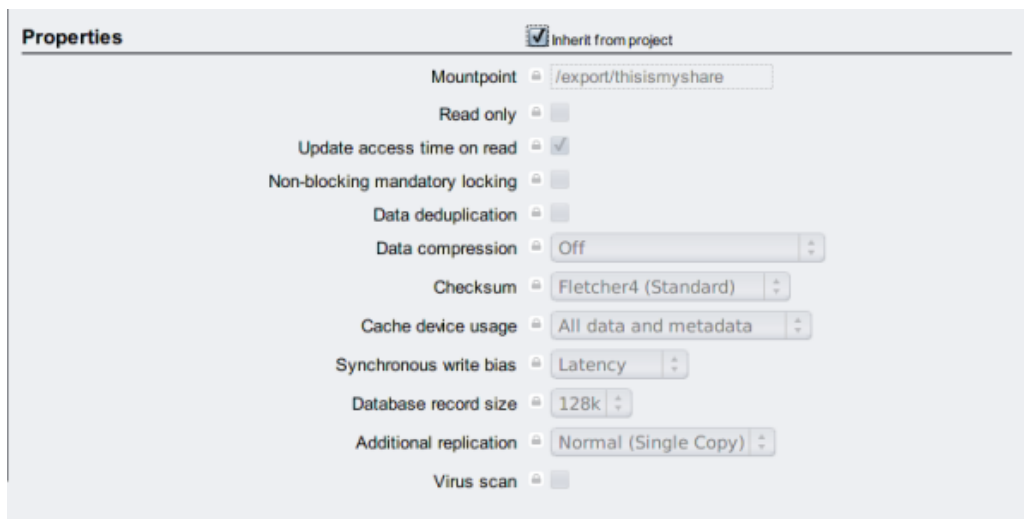 Properties Inherit from project
Mountpoint /export/thisismyshare
Read only
Update access time on read
Non-blocking mandatory locking
Data deduplication
Data compression Off
Checksum Fletcher4 (Standard)
Cache device usage All data and metadata
Synchronous write bias Latency
Database record size 128k
Additional replication Normal (Single Copy)
Virus scan